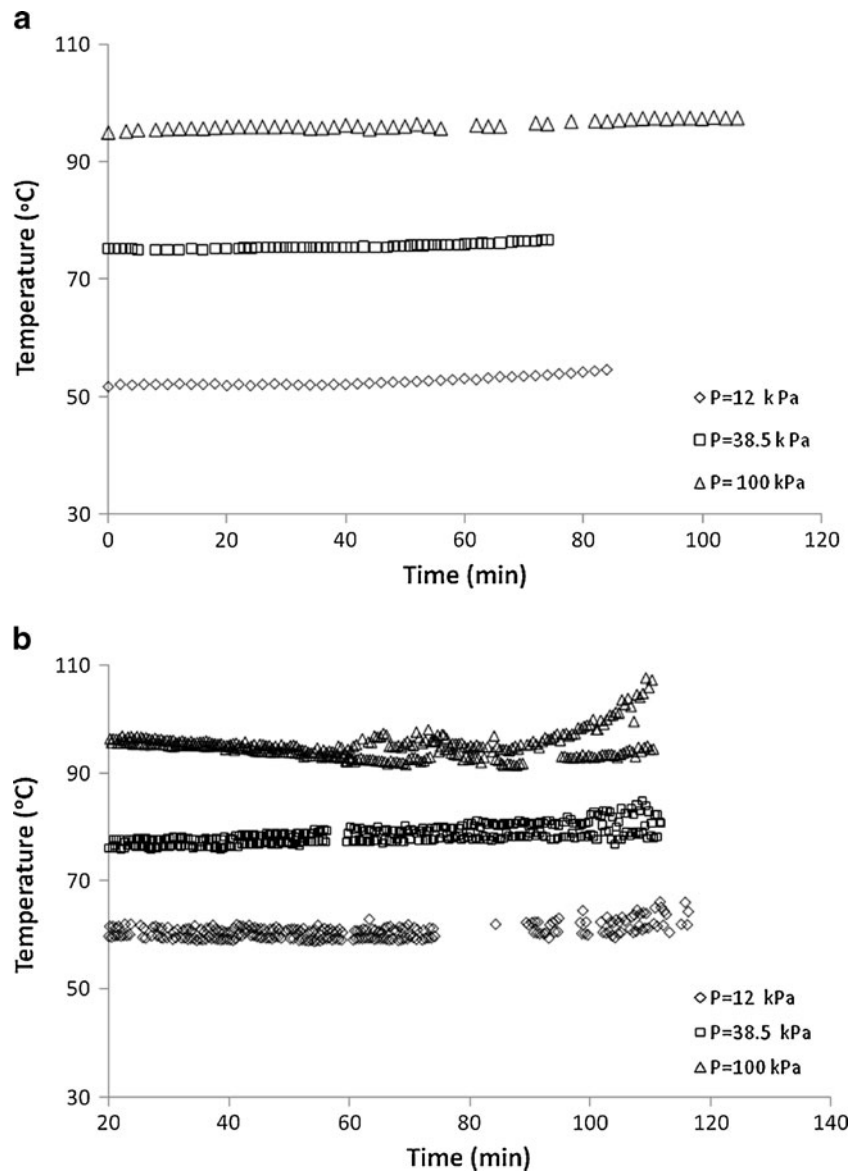 a
110
90
70
50
30
Temperature (°C)
P=12 k Pa
P=38.5 k Pa
P= 100 kPa
0 20 40 60 80 100 120
Time (min)
b
110
90
70
50
30
Temperature (°C)
P=12 kPa
P=38.5 kPa
P=100 kPa
20 40 60 80 100 120 140
Time (min)